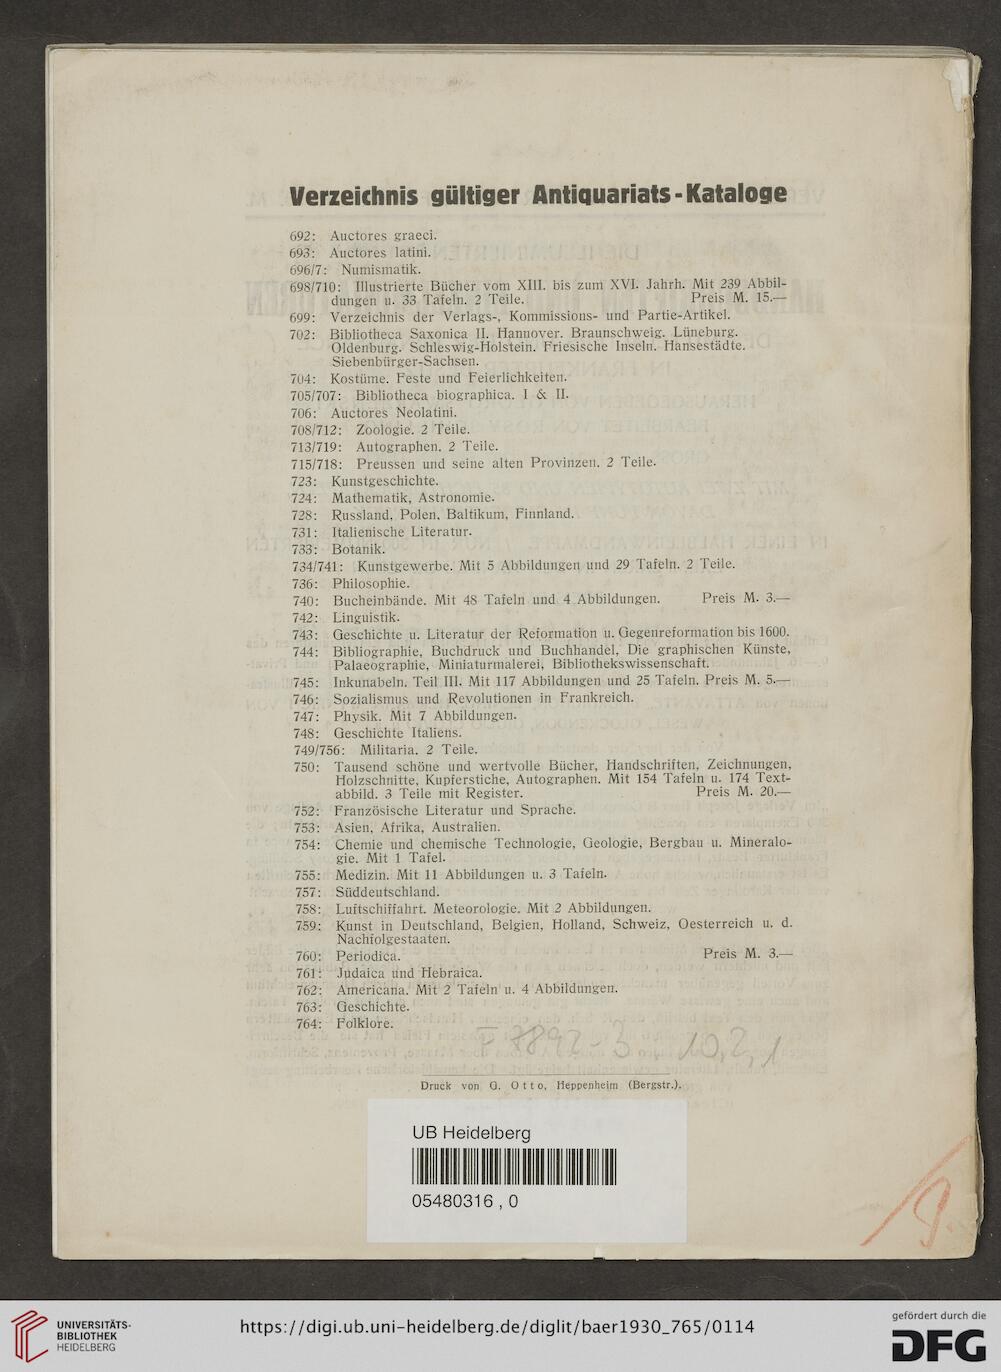 Verzeichnis gültiger Antiquariats-Kataloge
692: Auctores graeci.
693: Auctores latini.
696/7: Numismatik.
698/710: Illustrierte Bücher vom XIII. bis zum XVI. Jahrh. Mit 239 Abbil-
dungen u. 33 Tafeln. 2 Teile. Preis M. 15.—
699: Verzeichnis der Verlags-, Kommissions- und Partie-Artikel.
702: Bibliotheca Saxonica II. Hannover. Braunschweig. Lüneburg.
Oldenburg. Schleswig-Holstein. Friesische Inseln. Hansestädte.
Siebenbürger-Sachsen.
704: Kostüme. Feste und Feierlichkeiten.
705/707: Bibliotheca biographica. I & II.
706: Auctores Neolatini.
708/712: Zoologie. 2 Teile.
713/719: Autographen. 2 Teile.
715/718: Preussen und seine alten Provinzen. 2 Teile.
723: Kunstgeschichte.
724: Mathematik, Astronomie.
728: Russland, Polen, Baltikum, Finnland.
731: Italienische Literatur.
733: Botanik.
734/741: Kunstgewerbe. Mit 5 Abbildungen und 29 Tafeln. 2 Teile.
736: Philosophie.
740: Bucheinbände. Mit 48 Tafeln und 4 Abbildungen. Preis M. 3.—
742: Linguistik.
743: Geschichte u. Literatur der Reformation u. Gegenreformation bis 1600.
744: Bibliographie, Buchdruck und Buchhandel, Die graphischen Künste,
Palaeographie, Miniaturmalerei, Bibliothekswissenschaft.
745: Inkunabeln. Teil III. Mit 117 Abbildungen und 25 Tafeln. Preis M. 5.—
746: Sozialismus und Revolutionen in Frankreich.
747: Physik. Mit 7 Abbildungen.
748: Geschichte Italiens.
749/756: Militaria. 2 Teile.
750: Tausend schöne und wertvolle Bücher, Handschriften, Zeichnungen,
Holzschnitte, Kupferstiche, Autographen. Mit 154 Tafeln u. 174 Text-
abbild. 3 Teile mit Register. Preis M. 20.—
752: Französische Literatur und Sprache.
753: Asien, Afrika, Australien.
754: Chemie und chemische Technologie, Geologie, Bergbau u. Mineralo-
gie. Mit 1 Tafel.
755: Medizin. Mit 11 Abbildungen u. 3 Tafeln.
757: Süddeutschland.
758: Luftschiffahrt. Meteorologie. Mit 2 Abbildungen.
759: Kunst in Deutschland, Belgien, Holland, Schweiz, Oesterreich u. d.
Nachfolgestaaten.
760: Periodica. Preis M. 3.—
761: Judaica und Hebraica.
762: Americana. Mit 2 Tafeln u. 4 Abbildungen.
763: Geschichte.
764: Folklore.
Druck von G. Otto, Heppenheim (Bergstr.).
UB Heidelberg
05480316 , 0
UNIVERSITÄTS-
BIBLIOTHEK
HEIDELBERG
https://digi.ub.uni-heidelberg.de/diglit/baer1930_765/0114
gefördert durch die
DFG